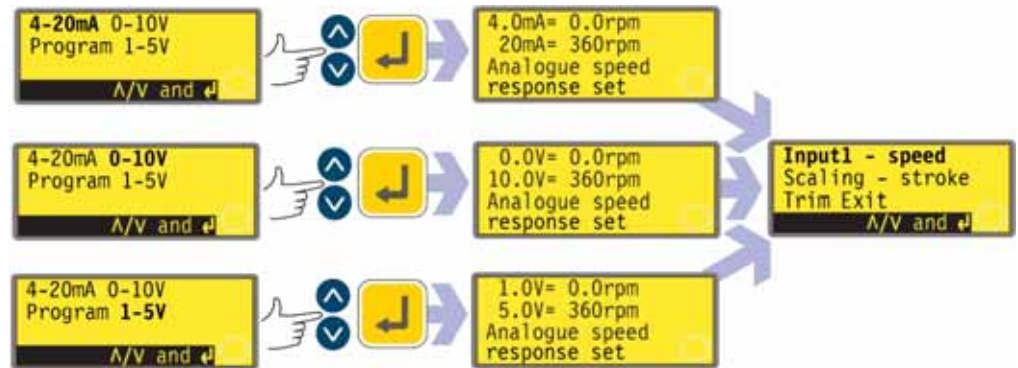 4-20mA 0-10V
Program 1-5V
∧/∨ and ↵
4.0mA= 0.0rpm
20mA= 360rpm
Analogue speed
response set
4-20mA 0-10V
Program 1-5V
∧/∨ and ↵
0.0V= 0.0rpm
10.0V= 360rpm
Analogue speed
response set
Input1 - speed
Scaling - stroke
Trim Exit
∧/∨ and ↵
4-20mA 0-10V
Program 1-5V
∧/∨ and ↵
1.0V= 0.0rpm
5.0V= 360rpm
Analogue speed
response set